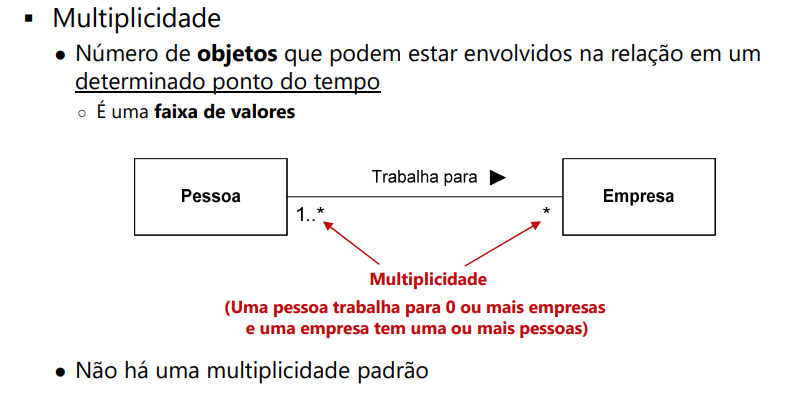 ▪ Multiplicidade
● Número de objetos que podem estar envolvidos na relação em um
determinado ponto do tempo
○ É uma faixa de valores
Trabalha para ▶
Pessoa
Empresa
1..*
*
Multiplicidade
(Uma pessoa trabalha para 0 ou mais empresas
e uma empresa tem uma ou mais pessoas)
● Não há uma multiplicidade padrão